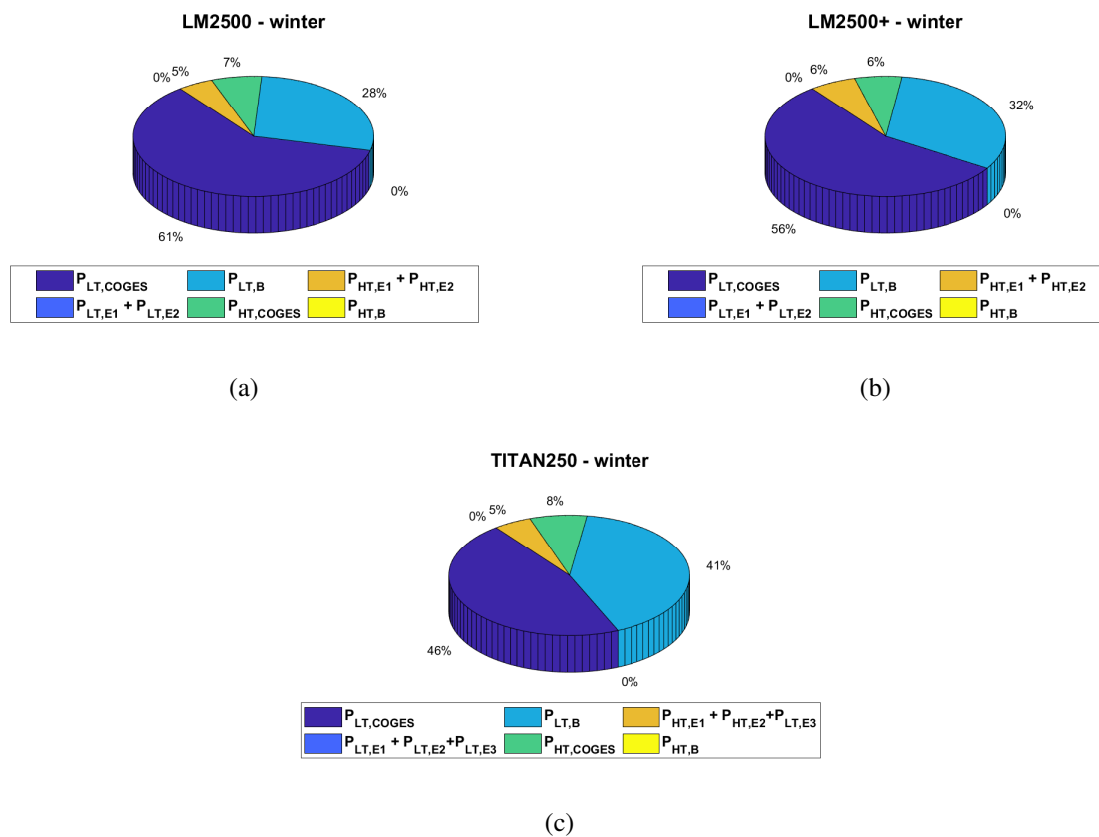 LM2500 - winter
0%
5%
7%
28%
0%
61%
P_LT,COGES P_LT,B P_HT,E1 + P_HT,E2
P_LT,E1 + P_LT,E2 P_HT,COGES P_HT,B
(a)
LM2500+ - winter
0%
6%
6%
32%
0%
56%
P_LT,COGES P_LT,B P_HT,E1 + P_HT,E2
P_LT,E1 + P_LT,E2 P_HT,COGES P_HT,B
(b)
TITAN250 - winter
0%
5%
8%
41%
0%
46%
P_LT,COGES P_LT,B P_HT,E1 + P_HT,E2+P_LT,E3
P_LT,E1 + P_LT,E2+P_LT,E3 P_HT,COGES P_HT,B
(c)